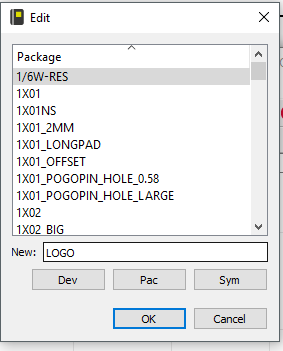 Edit
Package
1/6W-RES
1X01
1X01NS
1X01_2MM
1X01_LONGPAD
1X01_OFFSET
1X01_POGOPIN_HOLE_0.58
1X01_POGOPIN_HOLE_LARGE
1X02
1X02_BIG
New: LOGO
Dev Pac Sym
OK Cancel